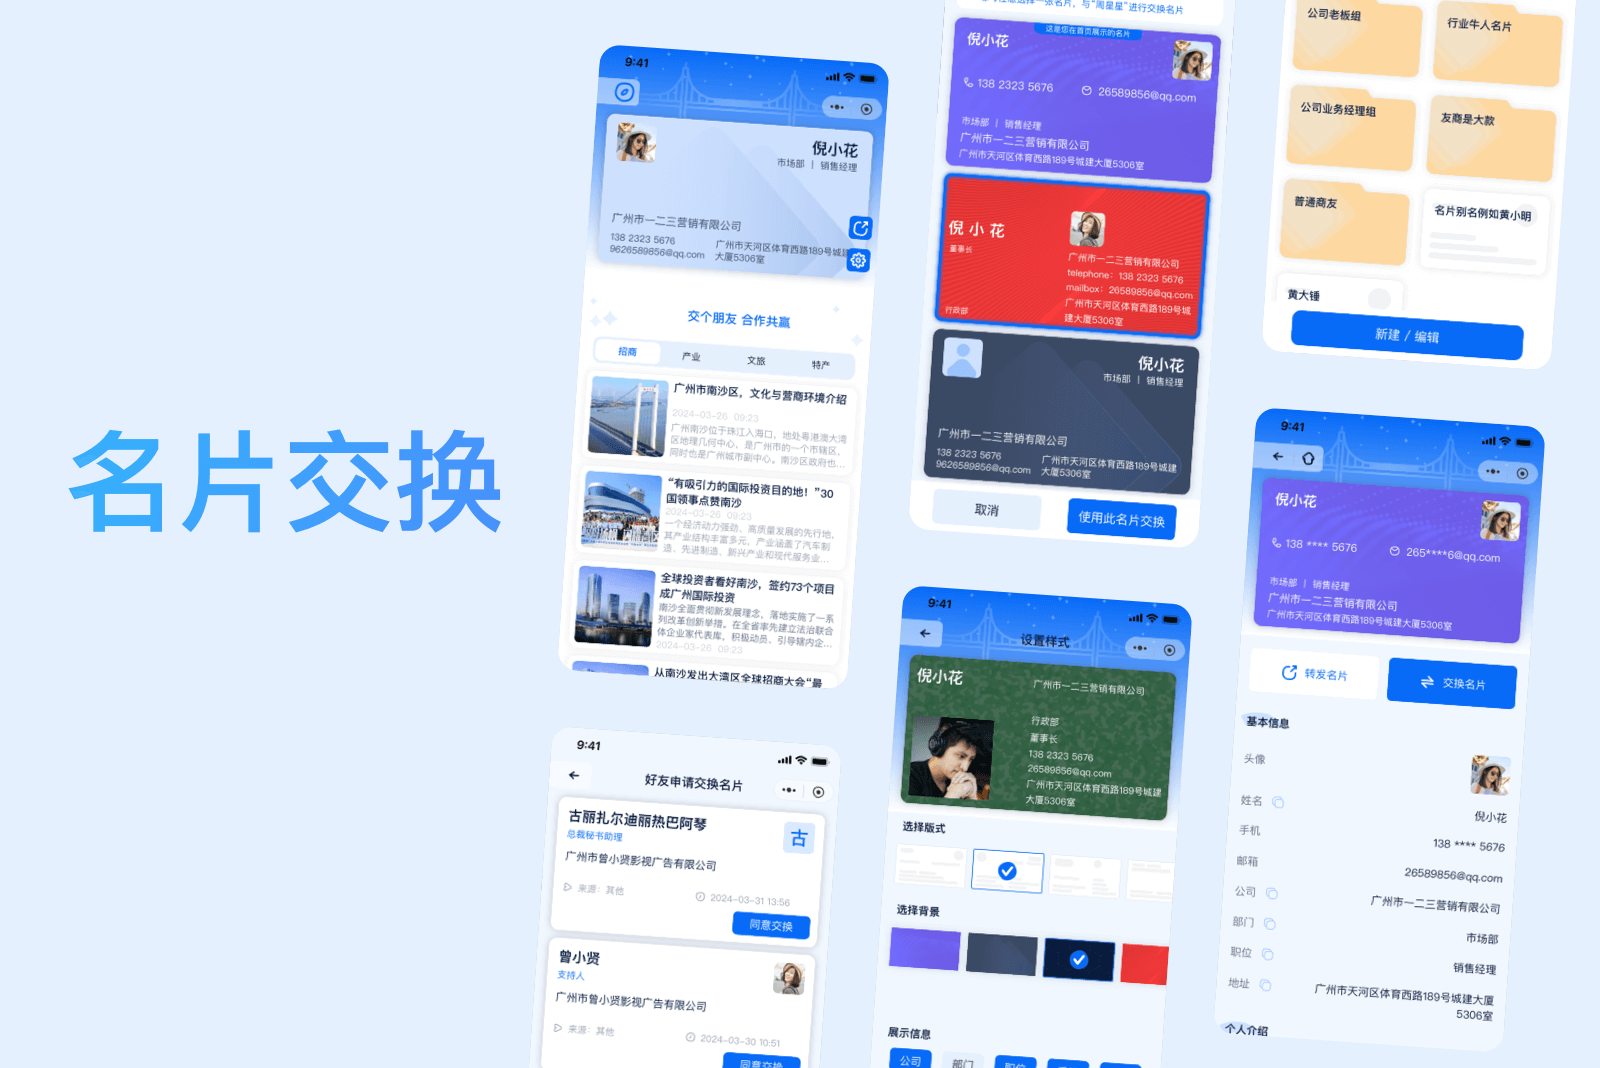 名片交换
9:41
倪小花
市场部 | 销售经理
广州市一二三营销有限公司
138 2323 5676
9626589856@qq.com
广州市天河区体育西路189号城建
大厦5306室
交个朋友 合作共赢
招商
产业
文旅
特产
广州市南沙区，文化与营商环境介绍
2024-03-26 09:23
广州南沙位于珠江入海口，地处粤港澳大湾
区地理几何中心，是广州市的一个市辖区，
同时也是广州城市副中心。南沙区政府也...
“有吸引力的国际投资目的地！”30
国领事点赞南沙
2024-03-26 09:23
一个经济动力强劲、高质量发展的先行地，
其产业结构丰富多元、产业涵盖了汽车制
造、先进制造、新兴产业和现代服务业...
全球投资者看好南沙，签约73个项目
成广州国际投资
南沙全面贯彻新发展理念，落地实施了一系
列改革创新举措。在全省率先建立法治联合
体企业家代表库，积极动员、引导辖内企...
2024-03-26 09:23
从南沙发出大湾区全球招商大会“最
9:41
好友申请交换名片
古丽扎尔迪丽热巴阿琴
总裁秘书助理
古
广州市曾小贤影视广告有限公司
来源：其他
2024-03-31 13:56
同意交换
曾小贤
支持人
广州市曾小贤影视广告有限公司
来源：其他
2024-03-30 10:51
同意交换
选择一张名片，与“周星星”进行交换名片
这是您在首页展示的名片
倪小花
138 2323 5676
26589856@qq.com
市场部 | 销售经理
广州市一二三营销有限公司
广州市天河区体育西路189号城建大厦5306室
倪小花
董事长
行政部
广州市一二三营销有限公司
telephone：138 2323 5676
mailbox：26589856@qq.com
广州市天河区体育西路189号城
建大厦5306室
倪小花
市场部 | 销售经理
广州市一二三营销有限公司
138 2323 5676
9626589856@qq.com
广州市天河区体育西路189号城建
大厦5306室
取消
使用此名片交换
9:41
设置样式
倪小花
广州市一二三营销有限公司
行政部
董事长
138 2323 5676
26589856@qq.com
广州市天河区体育西路189号城建
大厦5306室
选择版式
选择背景
展示信息
公司
部门
职位
公司老板组
行业牛人名片
公司业务经理组
友商是大款
普通商友
名片别名例如黄小明
黄大锤
新建 / 编辑
9:41
倪小花
138 **** 5676
265****6@qq.com
市场部 | 销售经理
广州市一二三营销有限公司
广州市天河区体育西路189号城建大厦5306室
转发名片
交换名片
基本信息
头像
姓名
倪小花
手机
138 **** 5676
邮箱
26589856@qq.com
公司
广州市一二三营销有限公司
部门
市场部
职位
销售经理
地址
广州市天河区体育西路189号城建大厦
5306室
个人介绍